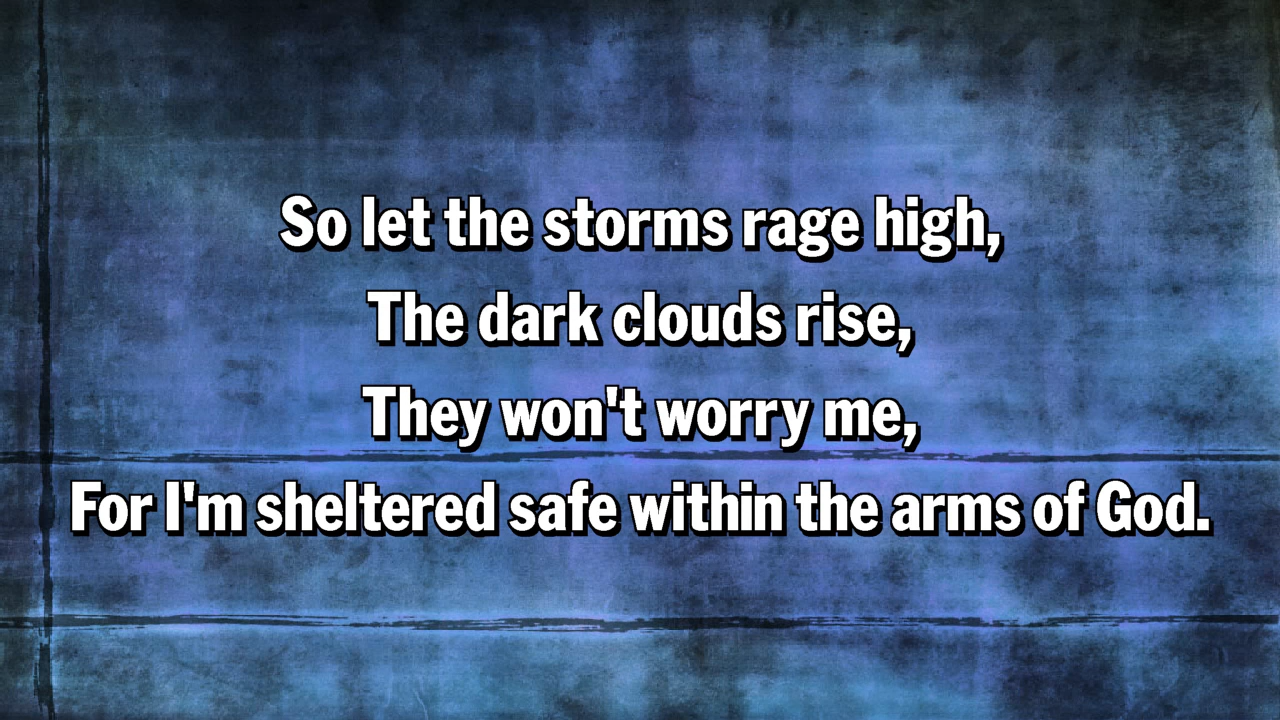 So let the storms rage high,
The dark clouds rise,
They won't worry me,
For I'm sheltered safe within the arms of God.